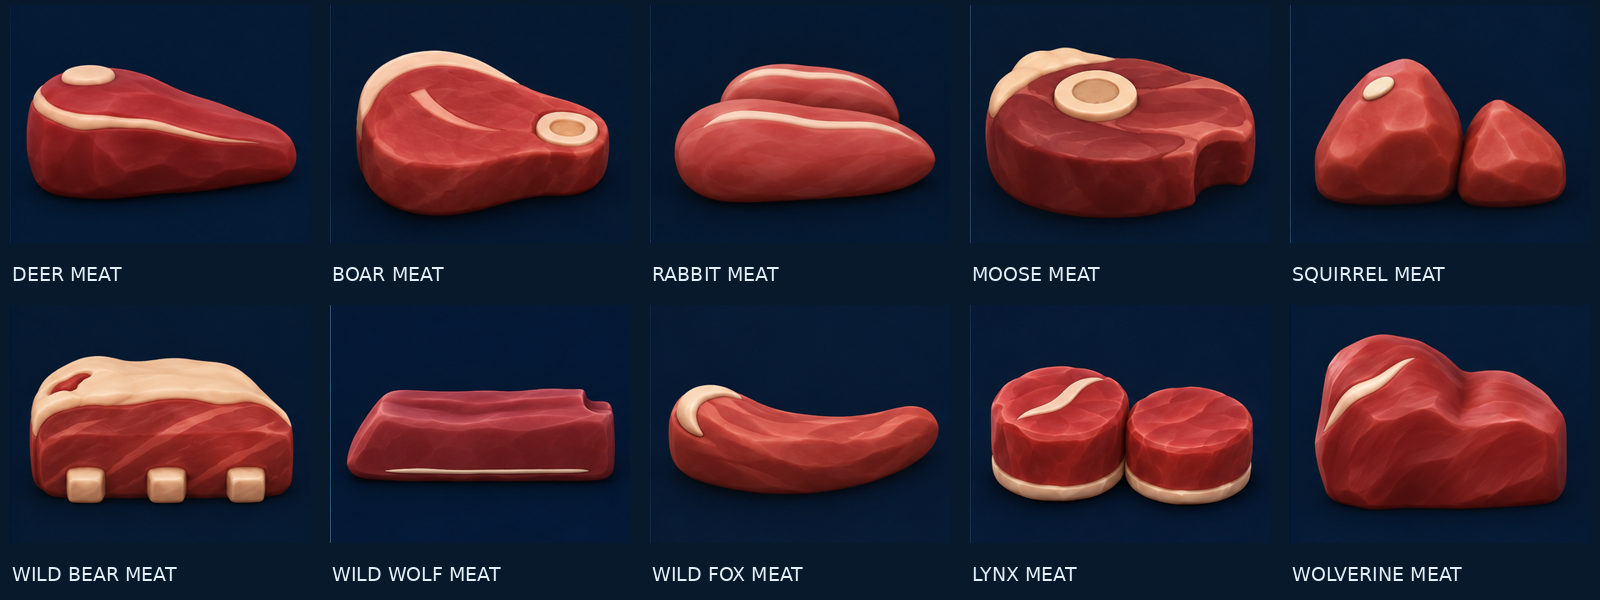 DEER MEAT
BOAR MEAT
RABBIT MEAT
MOOSE MEAT
SQUIRREL MEAT
WILD BEAR MEAT
WILD WOLF MEAT
WILD FOX MEAT
LYNX MEAT
WOLVERINE MEAT